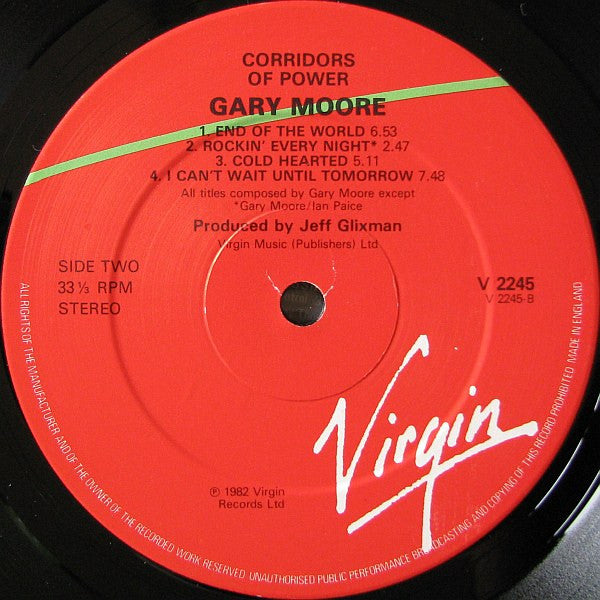 CORRIDORS
OF POWER
GARY MOORE
1. END OF THE WORLD 6.53
2. ROCKIN' EVERY NIGHT* 2.47
3. COLD HEARTED 5.11
4. I CAN'T WAIT UNTIL TOMORROW 7.48
All titles composed by Gary Moore except
*Gary Moore/Ian Paice
Produced by Jeff Glixman
Virgin Music (Publishers) Ltd
SIDE TWO
33 ⅓ RPM
STEREO
V 2245
V 2245-B
Virgin
℗ 1982 Virgin
Records Ltd
ALL RIGHTS OF THE MANUFACTURER AND OF THE OWNER OF THE RECORDED WORK RESERVED. UNAUTHORISED PUBLIC PERFORMANCE BROADCASTING AND COPYING OF THIS RECORD PROHIBITED. MADE IN ENGLAND